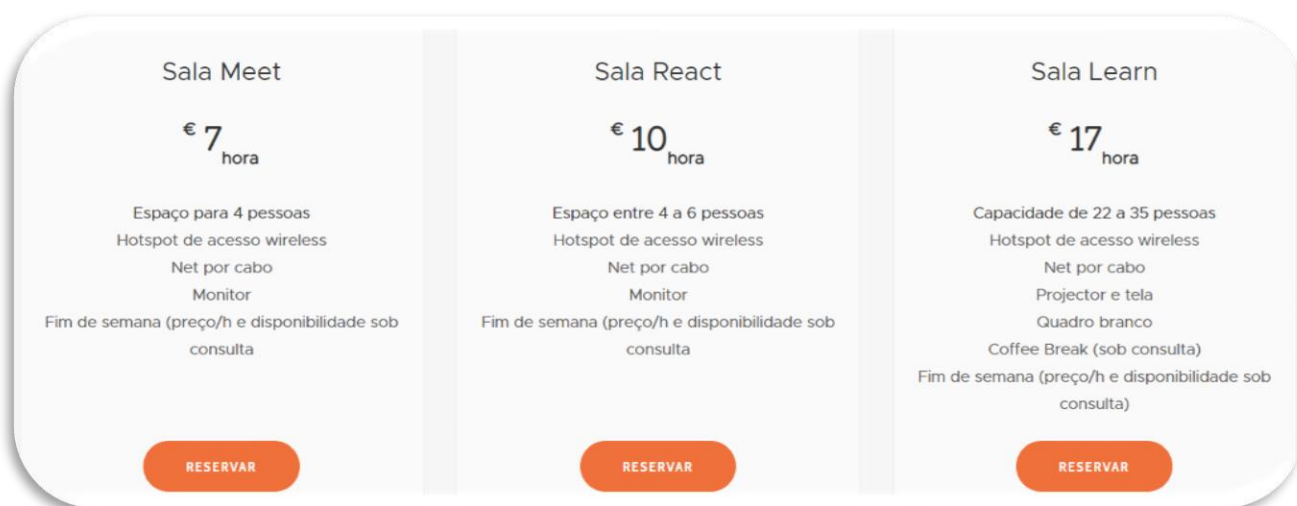 Sala Meet
€ 7 hora
Espaço para 4 pessoas
Hotspot de acesso wireless
Net por cabo
Monitor
Fim de semana (preço/h e disponibilidade sob
consulta
RESERVAR
Sala React
€ 10 hora
Espaço entre 4 a 6 pessoas
Hotspot de acesso wireless
Net por cabo
Monitor
Fim de semana (preço/h e disponibilidade sob
consulta
RESERVAR
Sala Learn
€ 17 hora
Capacidade de 22 a 35 pessoas
Hotspot de acesso wireless
Net por cabo
Projector e tela
Quadro branco
Coffee Break (sob consulta)
Fim de semana (preço/h e disponibilidade sob
consulta)
RESERVAR